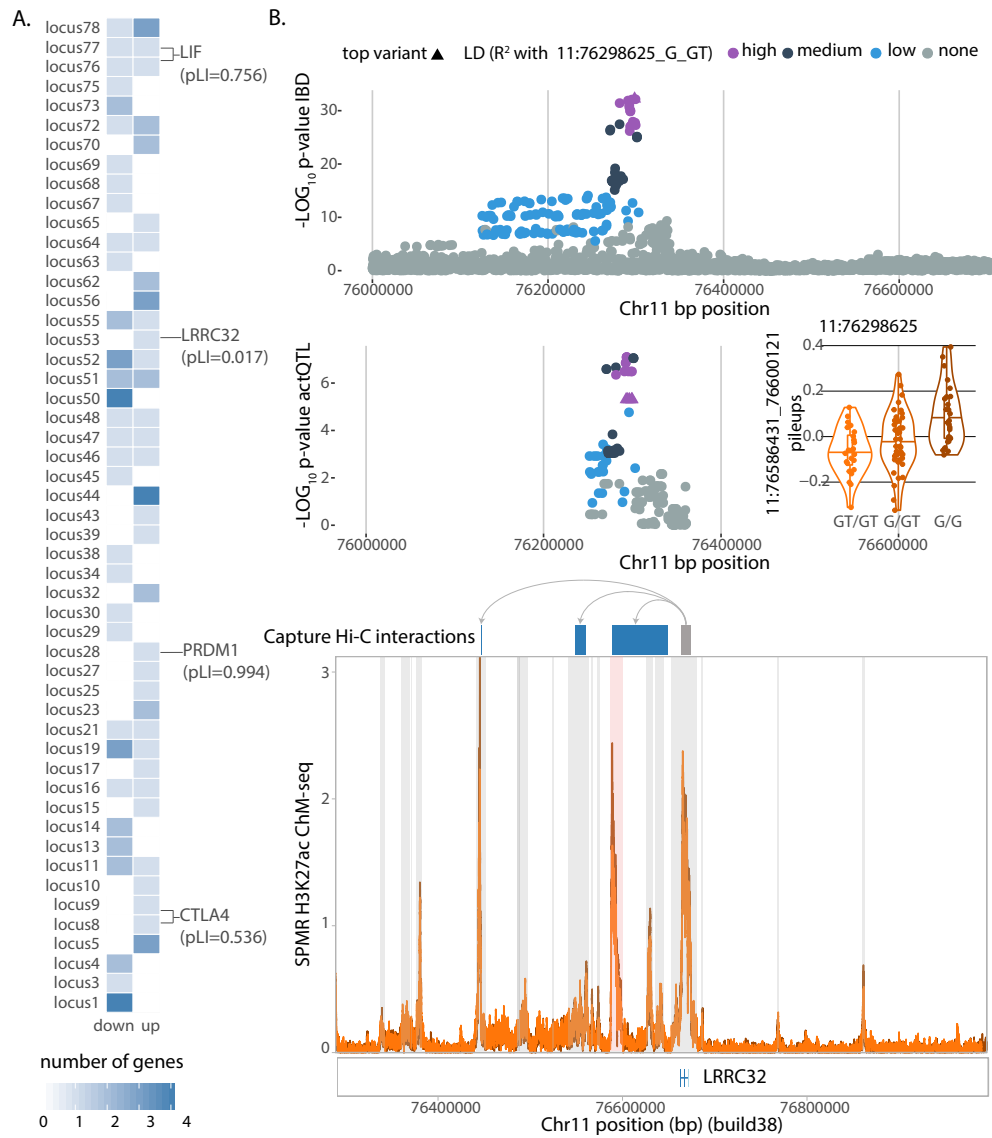 A.
locus78
locus77
locus76
locus75
locus73
locus72
locus70
locus69
locus68
locus67
locus65
locus64
locus63
locus62
locus56
locus55
locus53
locus52
locus51
locus50
locus48
locus47
locus46
locus45
locus44
locus43
locus39
locus38
locus34
locus32
locus30
locus29
locus28
locus27
locus25
locus23
locus21
locus19
locus17
locus16
locus15
locus14
locus13
locus11
locus10
locus9
locus8
locus5
locus4
locus3
locus1
down up
LIF
(pLI=0.756)
LRRC32
(pLI=0.017)
PRDM1
(pLI=0.994)
CTLA4
(pLI=0.536)
number of genes
0 1 2 3 4
B.
top variant LD (R² with 11:76298625_G_GT) high medium low none
-LOG₁₀ p-value IBD
30-
20-
10-
0-
76000000 76200000 76400000 76600000
Chr11 bp position
-LOG₁₀ p-value actQTL
6-
4-
2-
0-
76000000 76200000 76400000 76600000
Chr11 bp position
11:76298625
11:76586431_76600121
pileups
0.4
0.2
0.0
−0.2
GT/GT G/GT G/G
Capture Hi-C interactions
SPMR H3K27ac ChM-seq
3
2
1
0
LRRC32
76400000 76600000 76800000
Chr11 position (bp) (build38)